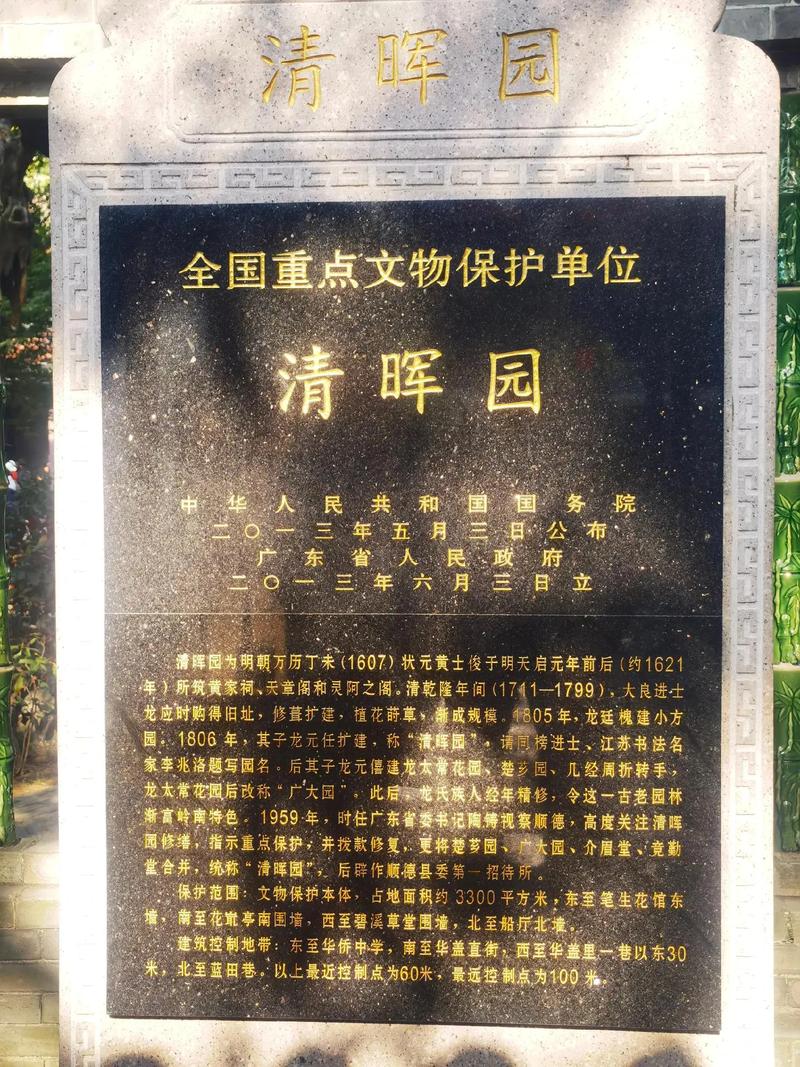 清晖园
全国重点文物保护单位
清晖园
中华人民共和国国务院
二〇一三年五月三日公布
广东省人民政府
二〇一三年六月三日立
清晖园为明朝万历丁未(1607)状元黄士俊于明天启元年前后(约1621
年)所筑黄家祠、天章阁和灵阿之阁。清乾隆年间(1711—1799),大良进士
龙应时购得旧址,修葺扩建,植花莳草,渐成规模。1805年,龙廷槐建小方
园。1806年,其子龙元任扩建,称“清晖园”,请同榜进士、江苏书法名
家李兆洛题写园名。后其子龙元僖建龙太常花园、楚芗园、几经周折转手,
龙太常花园后改称“广大园”。此后,龙氏族人经年精修,令这一古老园林
渐富岭南特色。1959年,时任广东省委书记陶铸视察顺德,高度关注清晖
园修缮,指示重点保护,并拨款修复,更将楚芗园、广大园、介眉堂、竞勤
堂合并,统称“清晖园”,后辟作顺德县委第一招待所。
保护范围:文物保护本体,占地面积约3300平方米,东至笔生花馆东
墙,南至花㽏亭南围墙,西至碧溪草堂围墙,北至船厅北墙。
建筑控制地带:东至华侨中学,南至华盖直街,西至华盖里一巷以东30
米,北至蓝田巷。以上最近控制点为60米,最远控制点为100米。